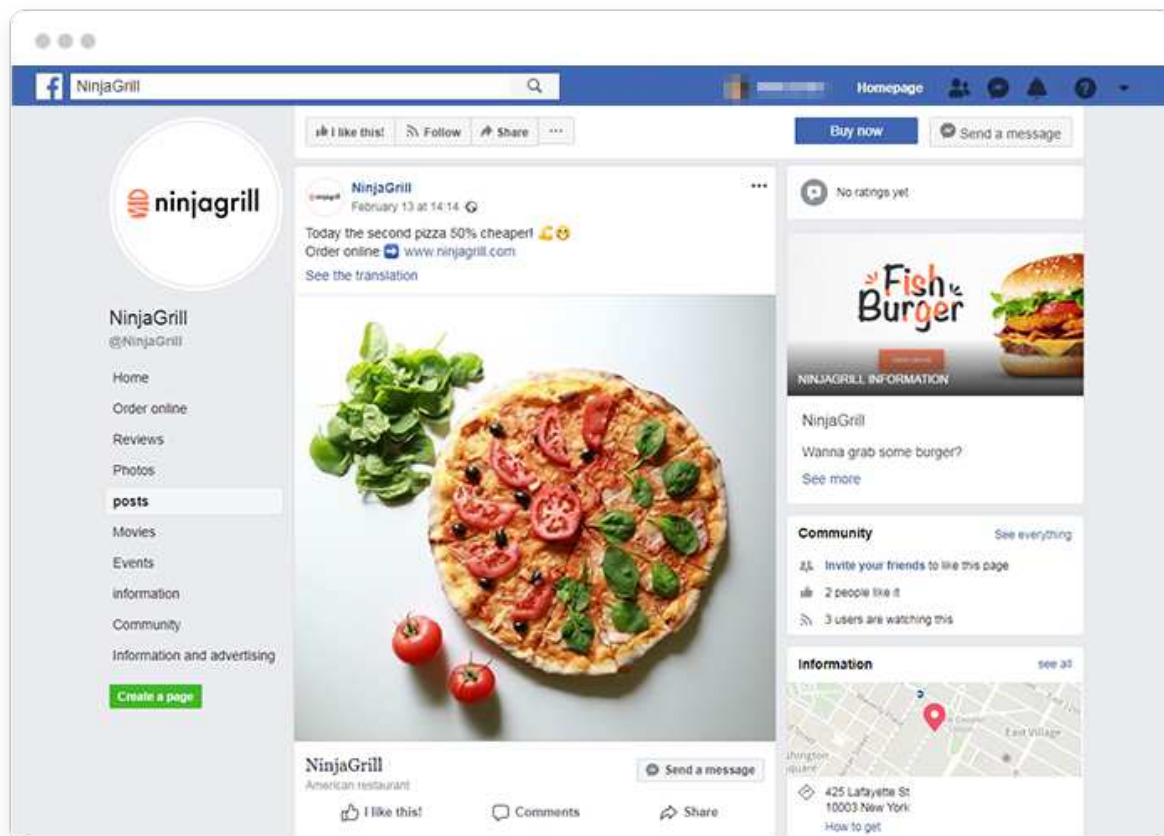 NinjaGrill
Homepage
ninjagrill
NinjaGrill
@NinjaGrill
Home
Order online
Reviews
Photos
posts
Movies
Events
information
Community
Information and advertising
Create a page
I like this!
Follow
Share
Buy now
Send a message
NinjaGrill
February 13 at 14:14
Today the second pizza 50% cheaper!
Order online www.ninjagrill.com
See the translation
NinjaGrill
American restaurant
Send a message
I like this!
Comments
Share
No ratings yet
Fish
Burger
NINJAGRILL INFORMATION
NinjaGrill
Wanna grab some burger?
See more
Community
See everything
Invite your friends to like this page
2 people like it
3 users are watching this
Information
see all
East Village
425 Lafayette St
10003 New York
How to get